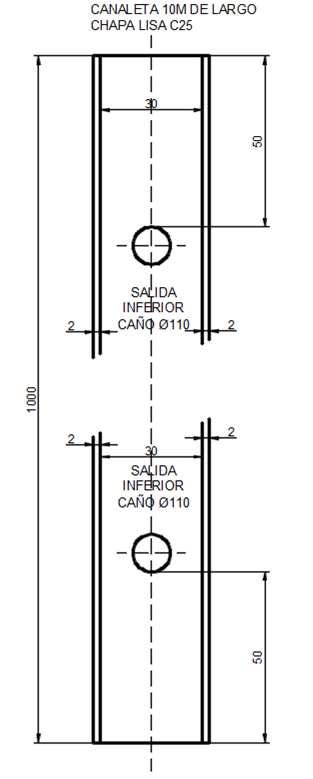 CANALETA 10M DE LARGO
CHAPA LISA C25
30
50
SALIDA
INFERIOR
CAÑO Ø110
2
2
1000
2
2
30
SALIDA
INFERIOR
CAÑO Ø110
50